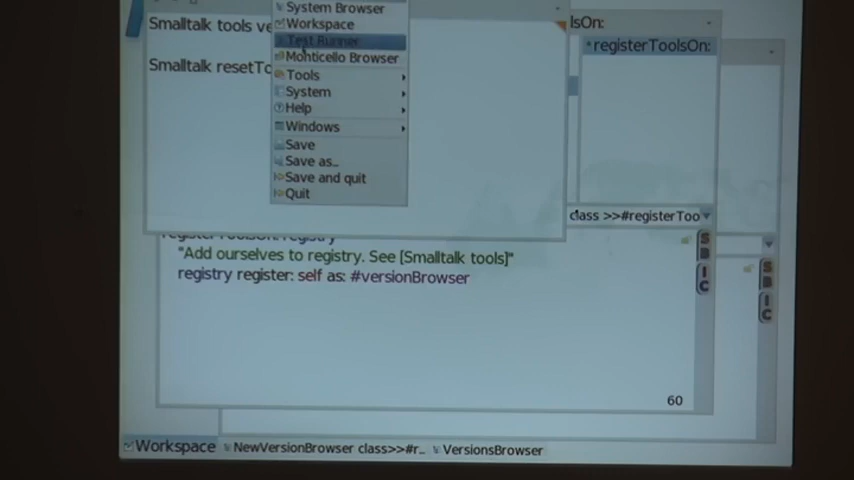 System Browser
Smalltalk tools ve
Workspace
lsOn:
Test Runner
*registerToolsOn:
Monticello Browser
Smalltalk resetTo
Tools
System
Help
Windows
Save
Save as...
Save and quit
Quit
class >>#registerToo
registerToolsOn: registry
"Add ourselves to registry. See [Smalltalk tools]"
registry register: self as: #versionBrowser
S
B
I
C
S
B
I
C
60
Workspace
NewVersionBrowser class>>#r...
VersionsBrowser